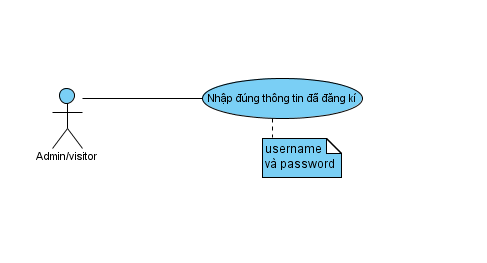 Nhập đúng thông tin đã đăng kí
username
và password
Admin/visitor